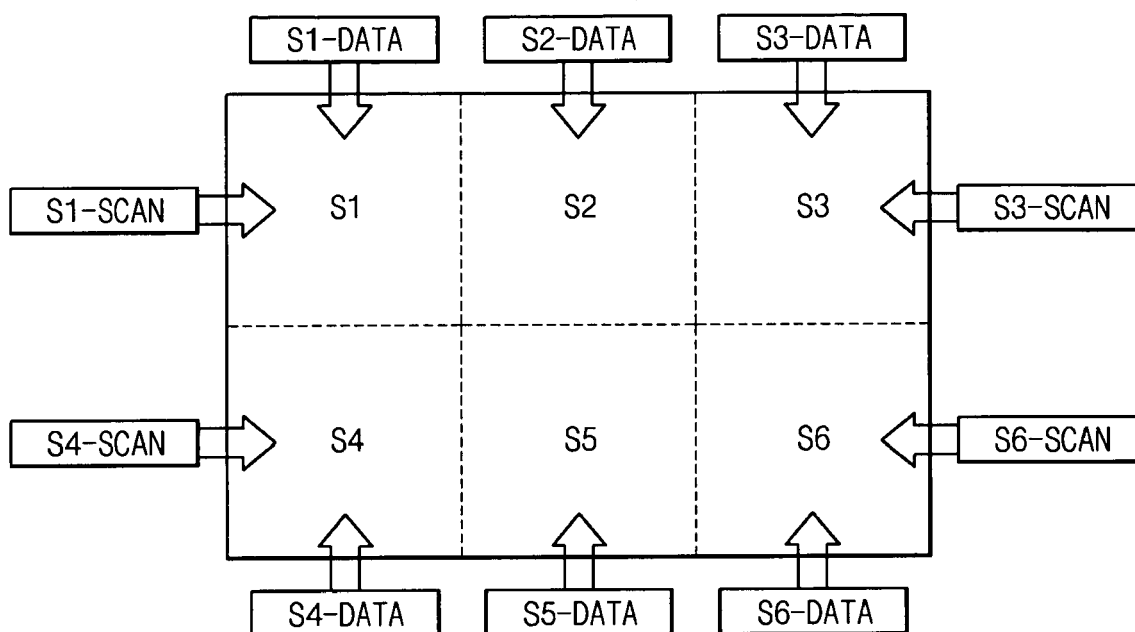 S1-DATA S2-DATA S3-DATA
S1-SCAN S1 S2 S3 S3-SCAN
S4-SCAN S4 S5 S6 S6-SCAN
S4-DATA S5-DATA S6-DATA